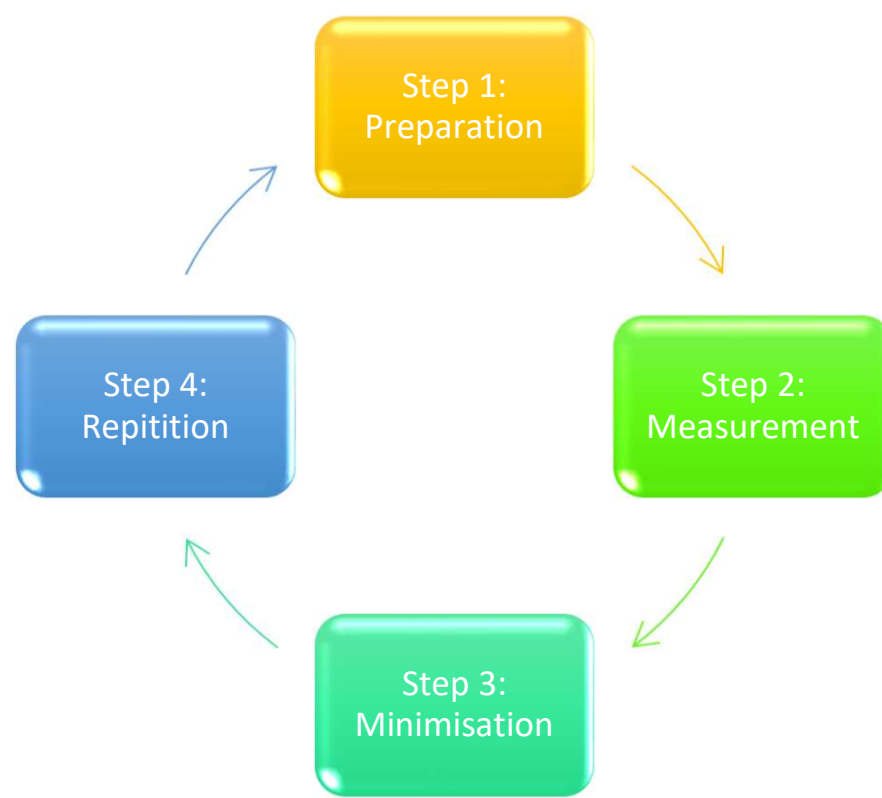 Step 1:
Preparation
Step 2:
Measurement
Step 3:
Minimisation
Step 4:
Repitition